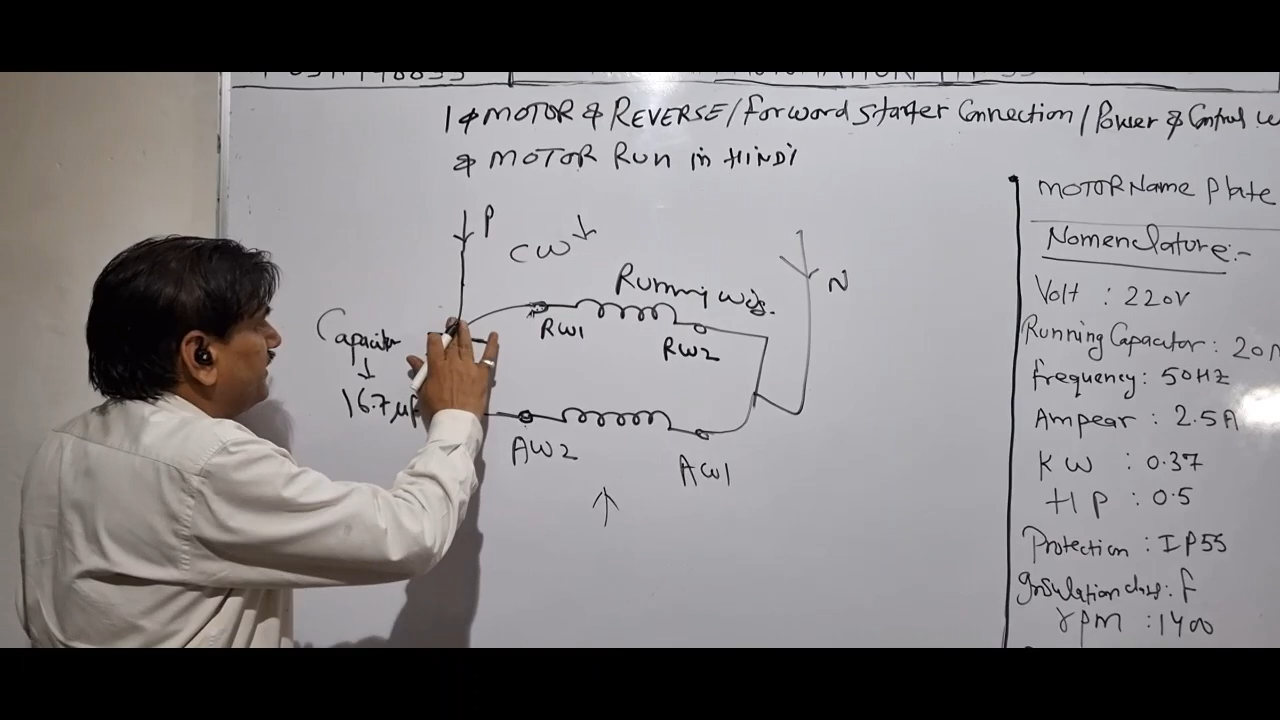 1φ MOTOR & REVERSE/forword starter Connection/Power & Control
& MOTOR RUN in HINDI
P
CW
N
Running wdg.
RW1
RW2
Capacitor
16.7 μf
AW2
AW1
MOTOR Name Plate
Nomenclature:-
Volt : 220V
Running Capacitor : 20
frequency: 50HZ
Ampear : 2.5A
KW : 0.37
HP : 0.5
Protection : IP55
Insulation class: F
rpm : 1400